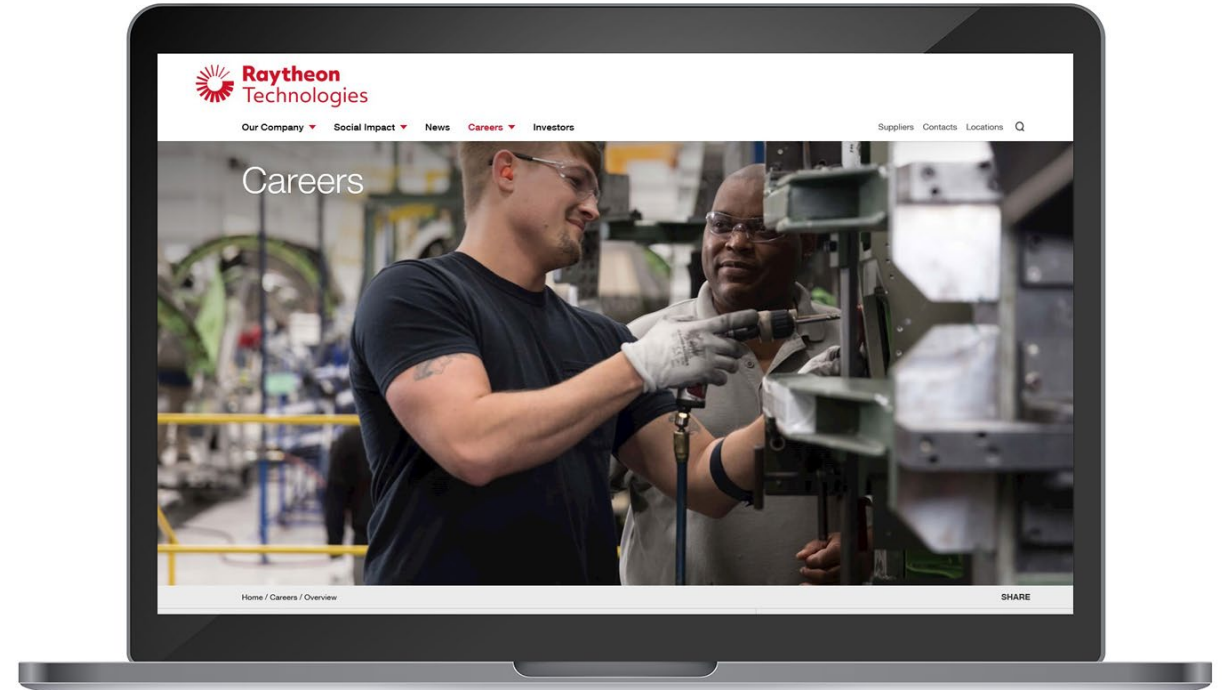 Raytheon
Technologies
Our Company Social Impact News Careers Investors
Suppliers Contacts Locations
Careers
Home / Careers / Overview
SHARE